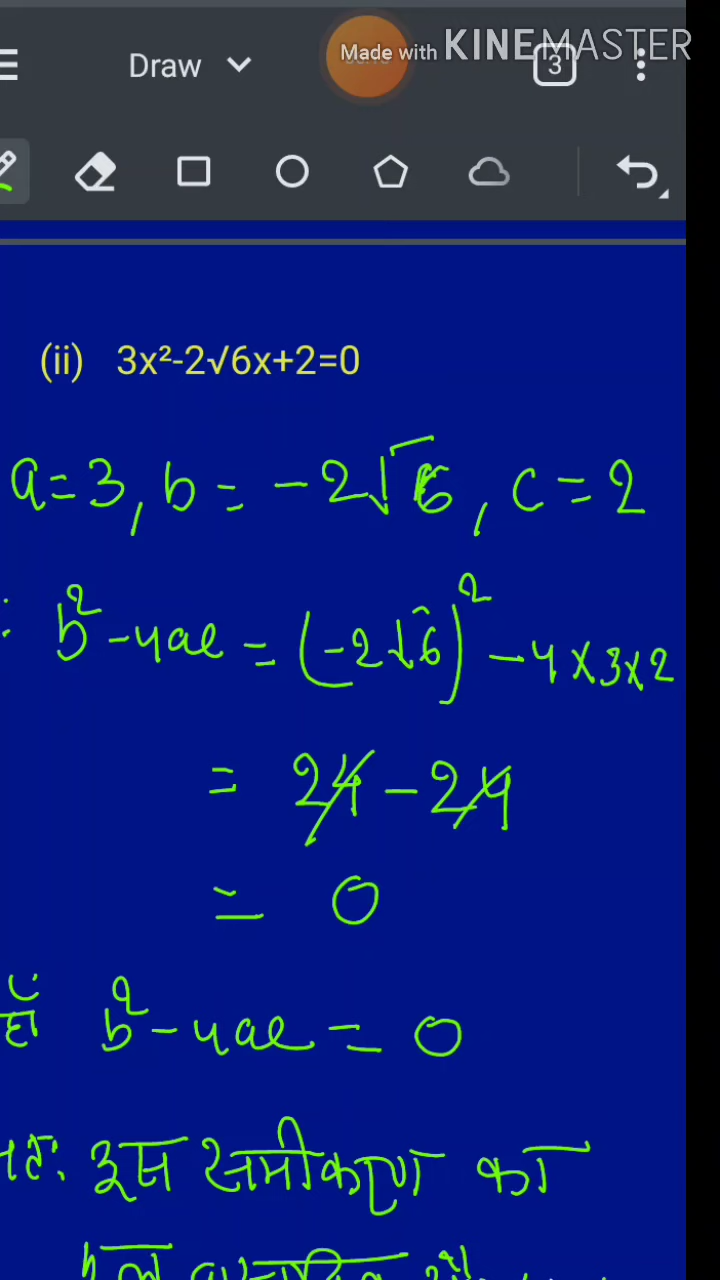 Made with KINEMASTER
Draw 3
(ii) 3x²-2√6x+2=0
a=3, b = -2√6, c = 2
: b² -4ac = (-2√6)² - 4×3×2
= 24 - 24
= 0
b² - 4ac = 0
इस समीकरण का